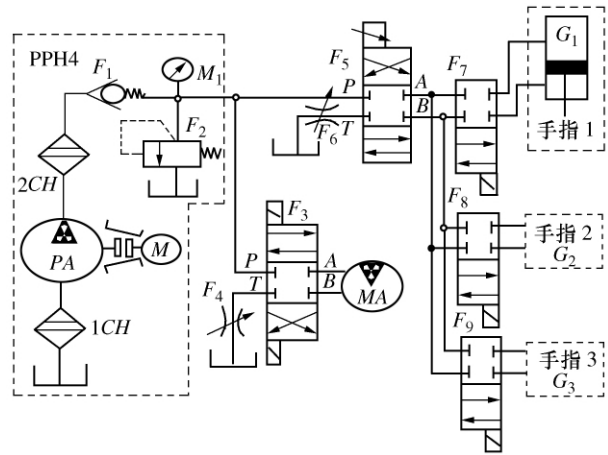 PPH4
F₁
M₁
F₂
2CH
PA
M
1CH
F₅
P
T
A
B
F₆
F₇
G₁
手指1
F₈
手指2
G₂
F₃
P
T
A
B
MA
F₄
F₉
手指3
G₃